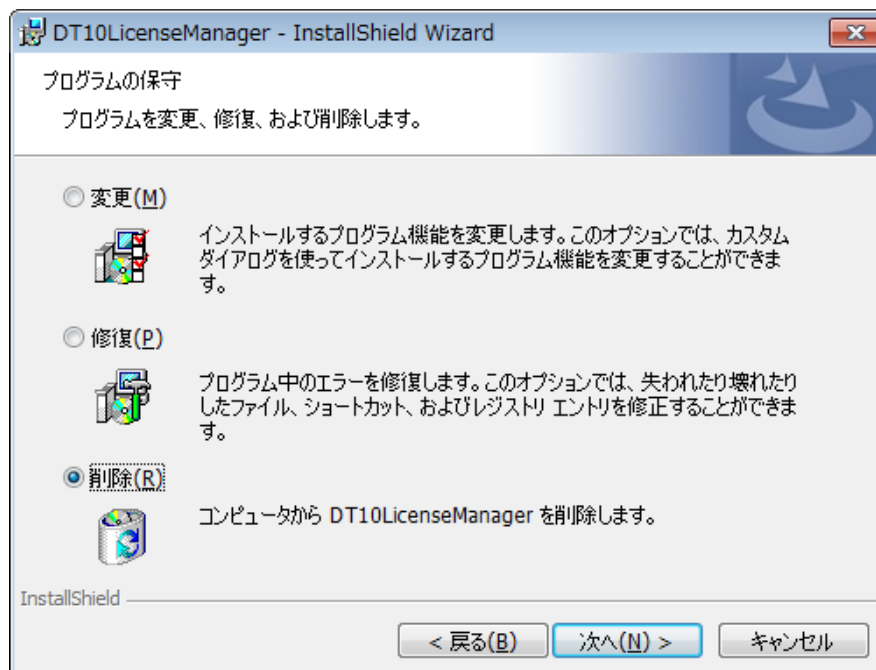 DT10LicenseManager - InstallShield Wizard
プログラムの保守
プログラムを変更、修復、および削除します。
変更(M)
インストールするプログラム機能を変更します。このオプションでは、カスタム
ダイアログを使ってインストールするプログラム機能を変更することができま
す。
修復(P)
プログラム中のエラーを修復します。このオプションでは、失われたり壊れたり
したファイル、ショートカット、およびレジストリ エントリを修正することができま
す。
削除(R)
コンピュータから DT10LicenseManager を削除します。
InstallShield
< 戻る(B)
次へ(N) >
キャンセル